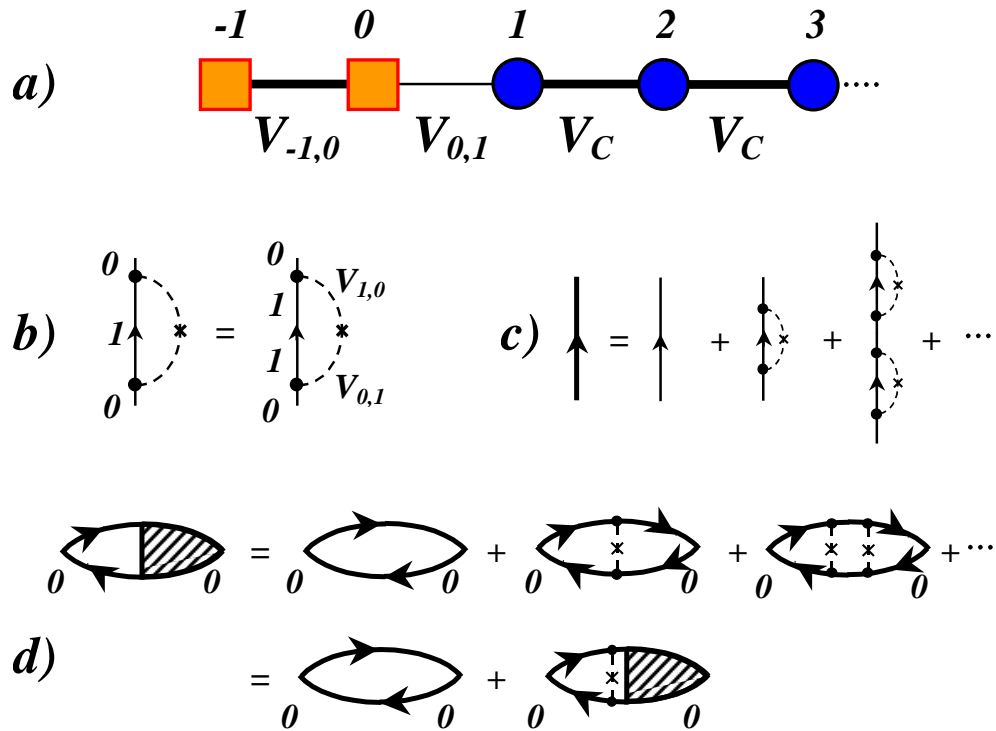 -1 0 1 2 3
a) ....
V-1,0 V0,1 VC VC
0 0
V1,0
1
b) 1 = c) = + + + ...
1
V0,1
0 0
= + + + ...
0 0 0 0 0 0 0 0
d)
= +
0 0 0 0